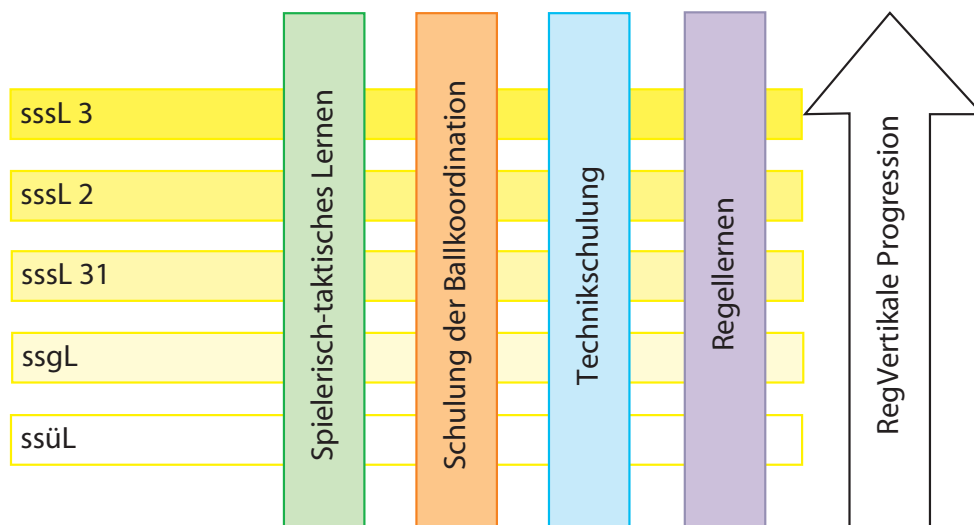 sssL 3
sssL 2
sssL 31
ssgL
ssüL
Spielerisch-taktisches Lernen
Schulung der Ballkoordination
Technikschulung
Regellernen
RegVertikale Progression